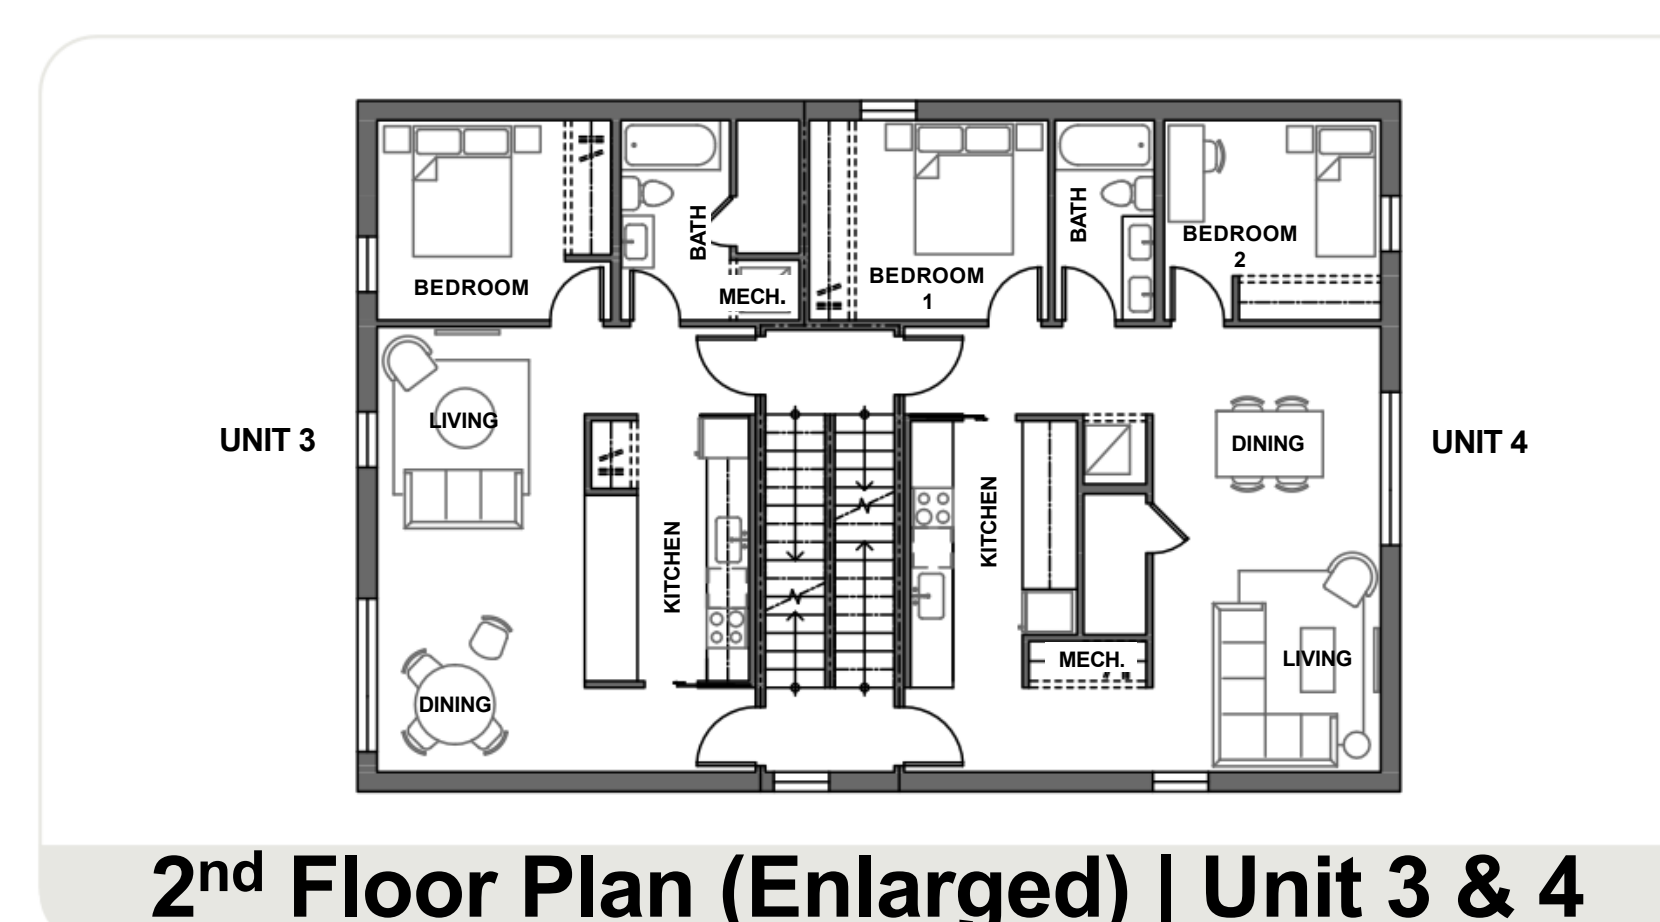 BEDROOM
BATH
MECH.
BEDROOM
1
BATH
BEDROOM
2
UNIT 3
LIVING
KITCHEN
DINING
KITCHEN
MECH.
DINING
LIVING
UNIT 4
2nd Floor Plan (Enlarged) | Unit 3 & 4